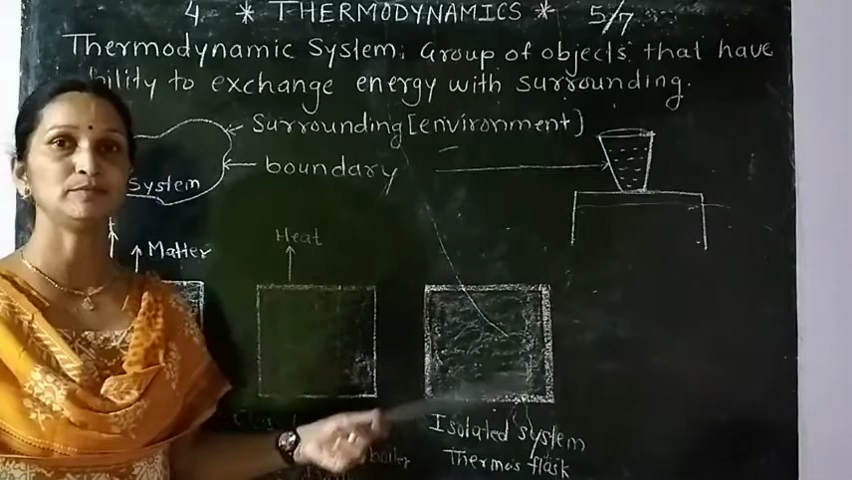 4 * THERMODYNAMICS * 5/7
Thermodynamic System: Group of objects that have
bility to exchange energy with surrounding.
Surrounding [environment]
boundary
System
Matter
Heat
Isolated system
Thermos flask